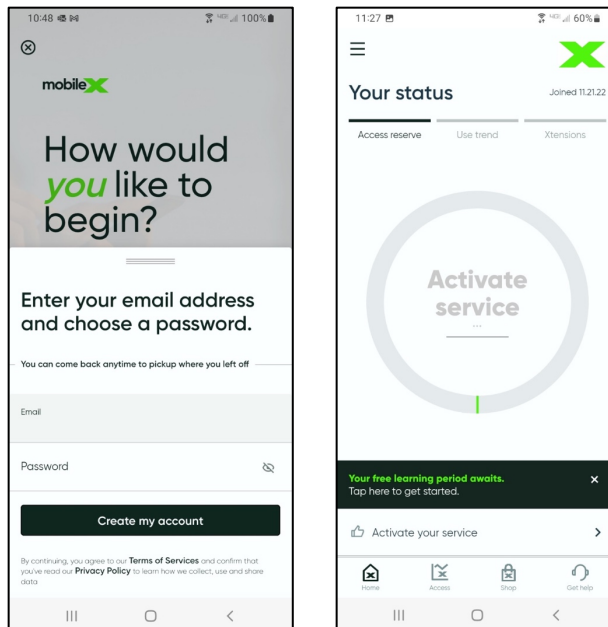 10:48
4GE 100%
mobile
How would
you like to
begin?
Enter your email address
and choose a password.
You can come back anytime to pickup where you left off
Email
Password
Create my account
By continuing, you agree to our Terms of Services and confirm that
you've read our Privacy Policy to learn how we collect, use and share
data
11:27
60%
Your status
Joined 11.21.22
Access reserve
Use trend
Xtensions
Activate
service
...
Your free learning period awaits.
Tap here to get started.
Activate your service
Home
Access
Shop
Get help